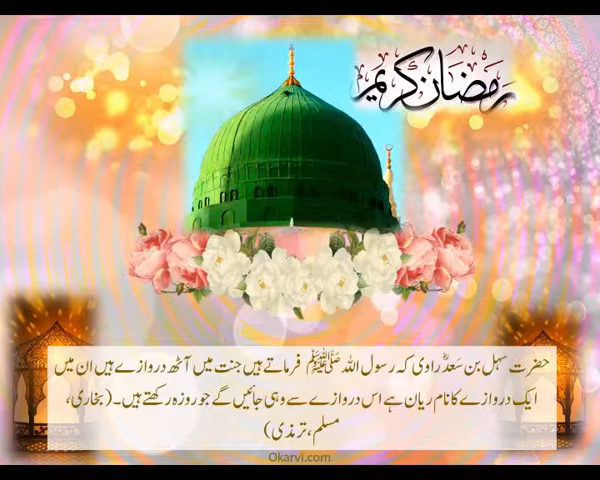 رمضان كريم
حضرت سہل بن سَعدؓ راوی کہ رسول اللہ ﷺ فرماتے ہیں جنت میں آٹھ دروازے ہیں ان میں
ایک دروازے کا نام ریان ہے اس دروازے سے وہی جائیں گے جو روزہ رکھتے ہیں۔ (بخاری،
مسلم، ترمذی)
Okarvi.com